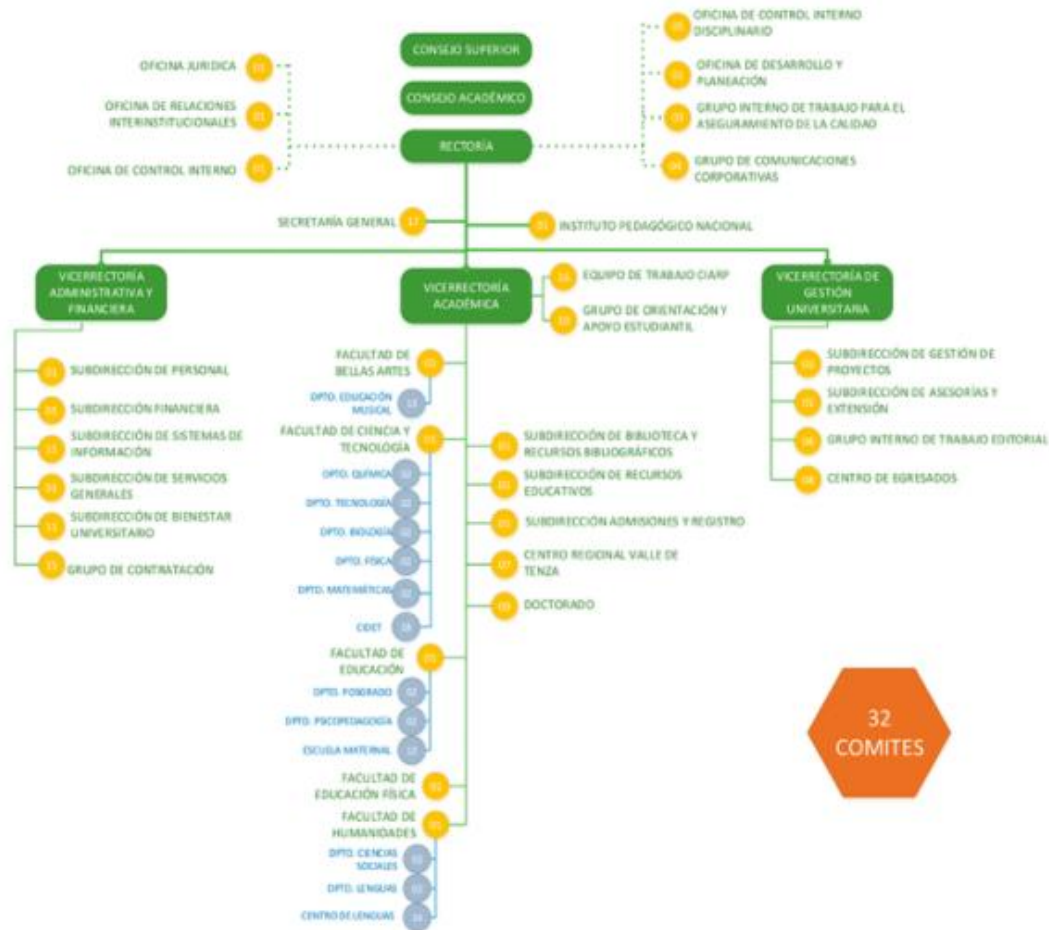 CONSEJO SUPERIOR
CONSEJO ACADÉMICO
RECTORÍA
OFICINA JURIDICA
OFICINA DE RELACIONES
INTERINSTITUCIONALES
OFICINA DE CONTROL INTERNO
OFICINA DE CONTROL INTERNO
DISCIPLINARIO
OFICINA DE DESARROLLO Y
PLANEACIÓN
GRUPO INTERNO DE TRABAJO PARA EL
ASEGURAMIENTO DE LA CALIDAD
GRUPO DE COMUNICACIONES
CORPORATIVAS
SECRETARÍA GENERAL
INSTITUTO PEDAGÓGICO NACIONAL
VICERRECTORÍA
ADMINISTRATIVA Y
FINANCIERA
SUBDIRECCIÓN DE PERSONAL
SUBDIRECCIÓN FINANCIERA
SUBDIRECCIÓN DE SISTEMAS DE
INFORMACIÓN
SUBDIRECCIÓN DE SERVICIOS
GENERALES
SUBDIRECCIÓN DE BIENESTAR
UNIVERSITARIO
GRUPO DE CONTRATACIÓN
VICERRECTORÍA
ACADÉMICA
EQUIPO DE TRABAJO CIARP
GRUPO DE ORIENTACIÓN Y
APOYO ESTUDIANTIL
FACULTAD DE
BELLAS ARTES
DPTO. EDUCACIÓN
MUSICAL
FACULTAD DE CIENCIA Y
TECNOLOGÍA
DPTO. QUÍMICA
DPTO. TECNOLOGÍA
DPTO. BIOLOGÍA
DPTO. FÍSICA
DPTO. MATEMÁTICAS
CIDET
FACULTAD DE
EDUCACIÓN
DPTO. POSGRADO
DPTO. PSICOPEDAGOGÍA
ESCUELA MATERNAL
FACULTAD DE
EDUCACIÓN FÍSICA
FACULTAD DE
HUMANIDADES
DPTO. CIENCIAS
SOCIALES
DPTO. LENGUAS
CENTRO DE LENGUAS
SUBDIRECCIÓN DE BIBLIOTECA Y
RECURSOS BIBLIOGRÁFICOS
SUBDIRECCIÓN DE RECURSOS
EDUCATIVOS
SUBDIRECCIÓN ADMISIONES Y REGISTRO
CENTRO REGIONAL VALLE DE
TENZA
DOCTORADO
VICERRECTORÍA DE
GESTIÓN
UNIVERSITARIA
SUBDIRECCIÓN DE GESTIÓN DE
PROYECTOS
SUBDIRECCIÓN DE ASESORÍAS Y
EXTENSIÓN
GRUPO INTERNO DE TRABAJO EDITORIAL
CENTRO DE EGRESADOS
32
COMITES